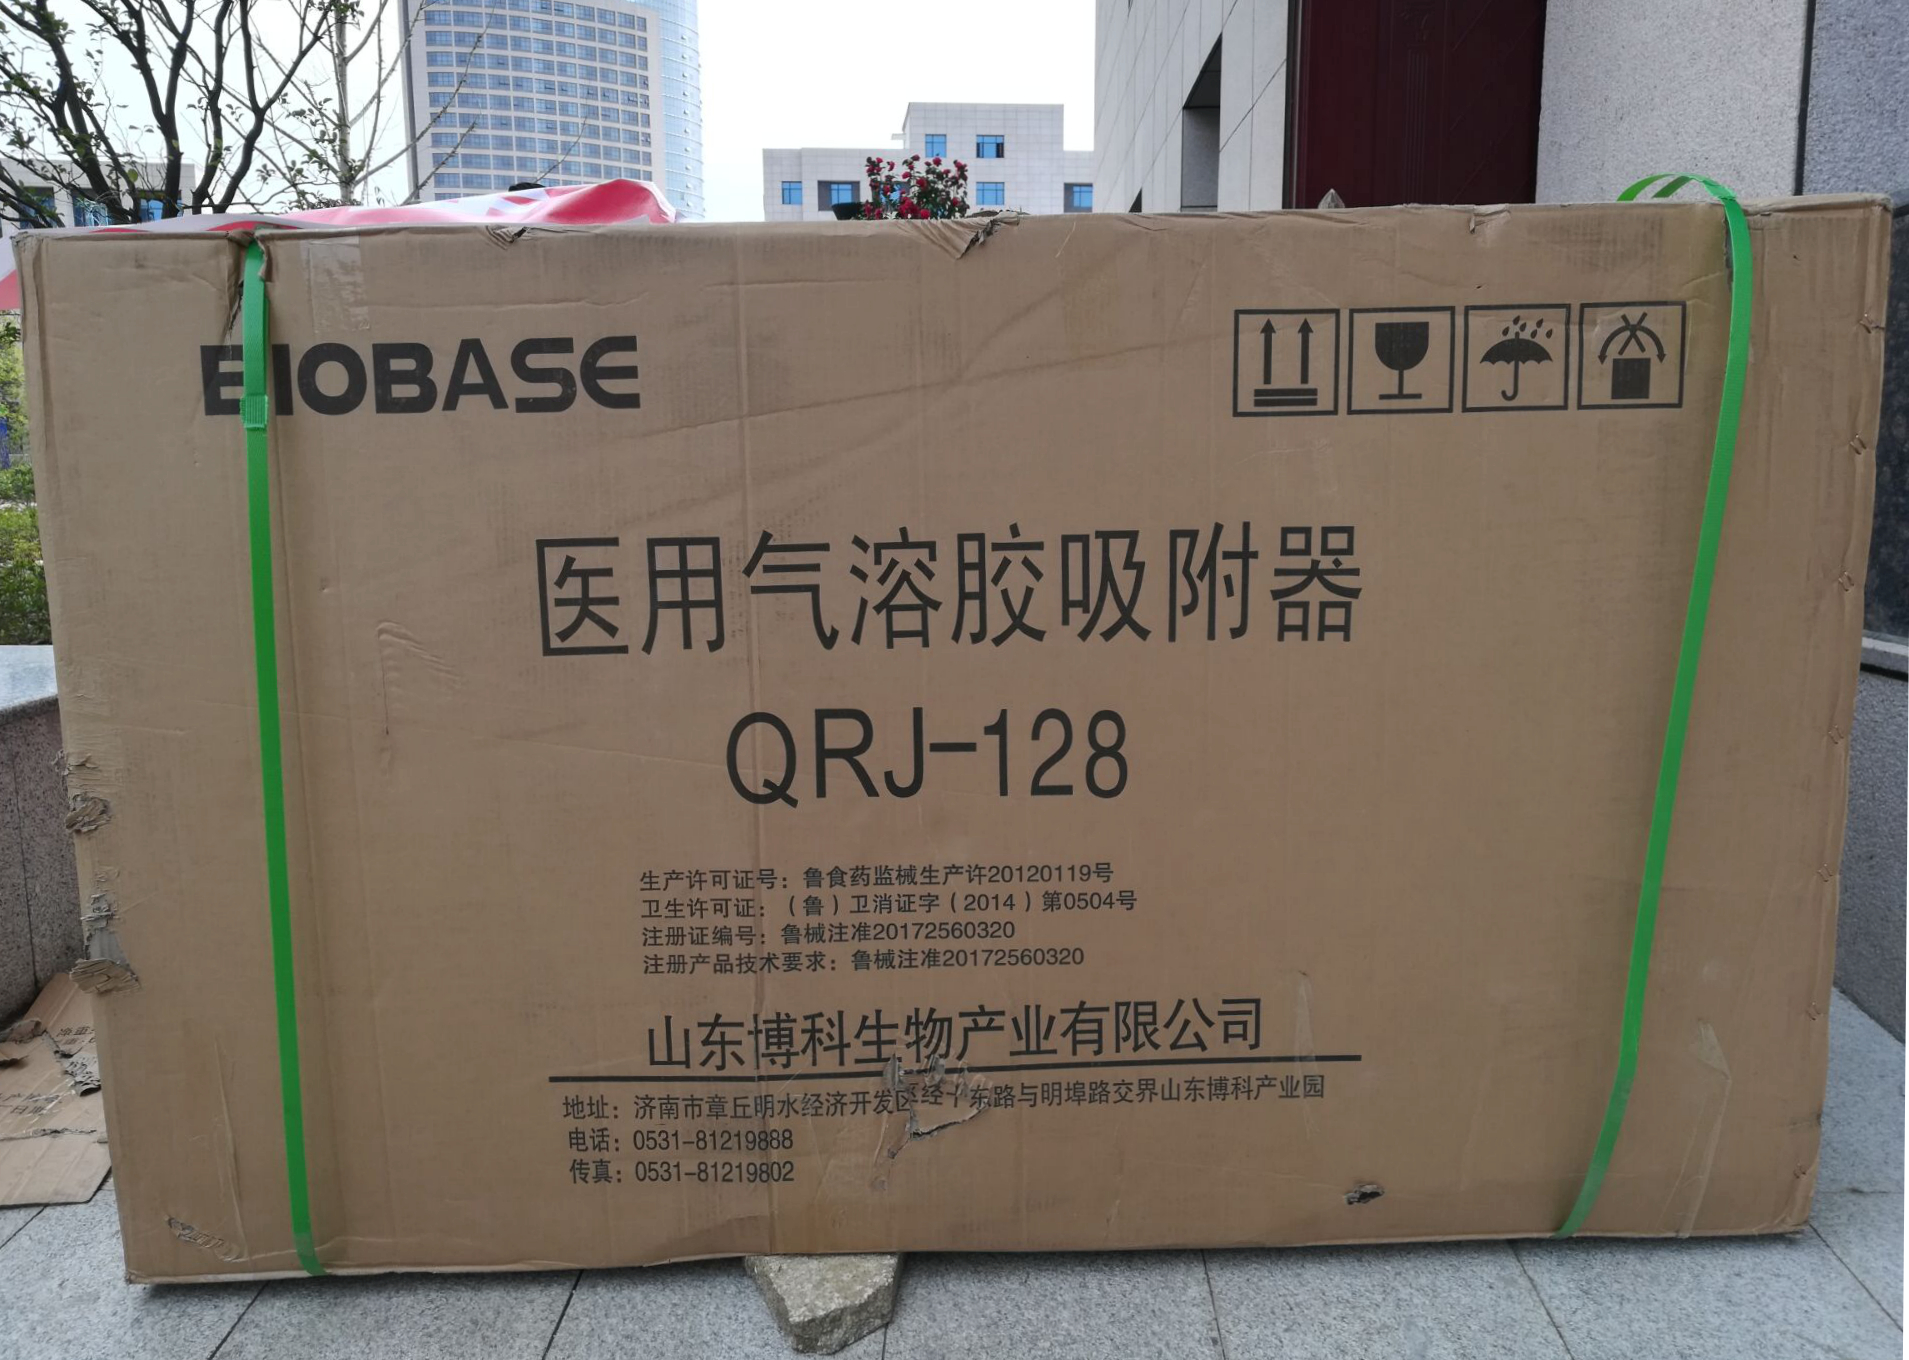 BIOBASE
医用气溶胶吸附器
QRJ-128
生产许可证号：鲁食药监械生产许20120119号
卫生许可证：（鲁）卫消证字（2014）第0504号
注册证编号：鲁械注准20172560320
注册产品技术要求：鲁械注准20172560320
山东博科生物产业有限公司
地址：济南市章丘明水经济开发区经十东路与明埠路交界山东博科产业园
电话：0531-81219888
传真：0531-81219802